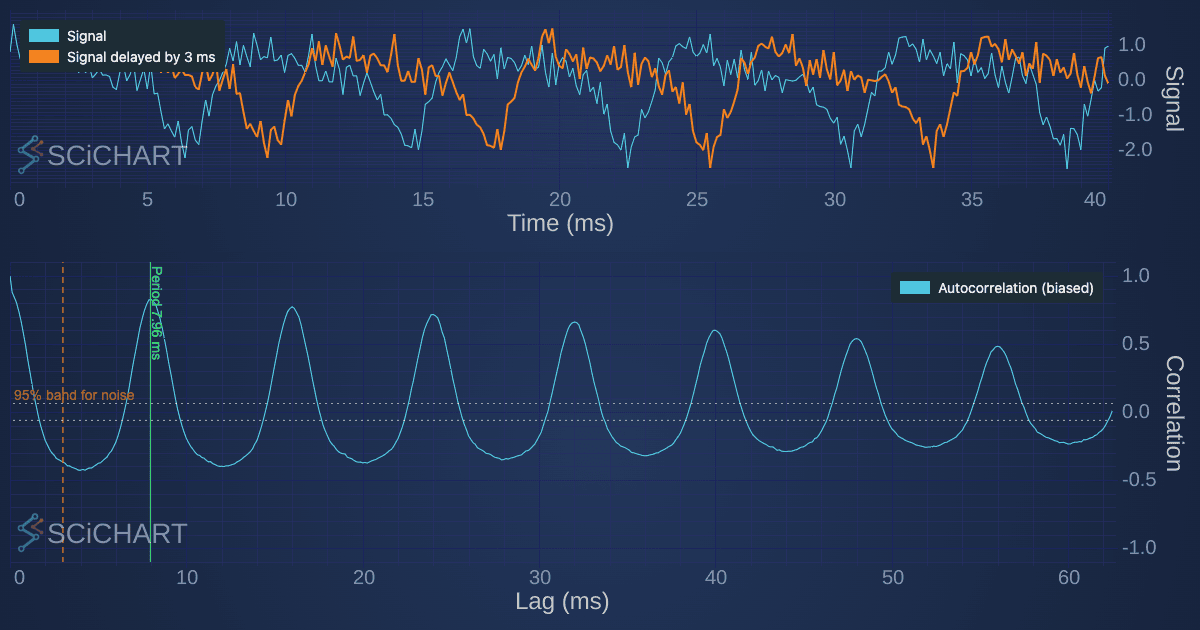 Signal
Signal delayed by 3 ms
1.0
0.0
-1.0
-2.0
Signal
SCiCHART
0 5 10 15 20 25 30 35 40
Time (ms)
Period 7.96 ms
Autocorrelation (biased)
1.0
0.5
0.0
-0.5
-1.0
Correlation
95% band for noise
SCiCHART
0 10 20 30 40 50 60
Lag (ms)